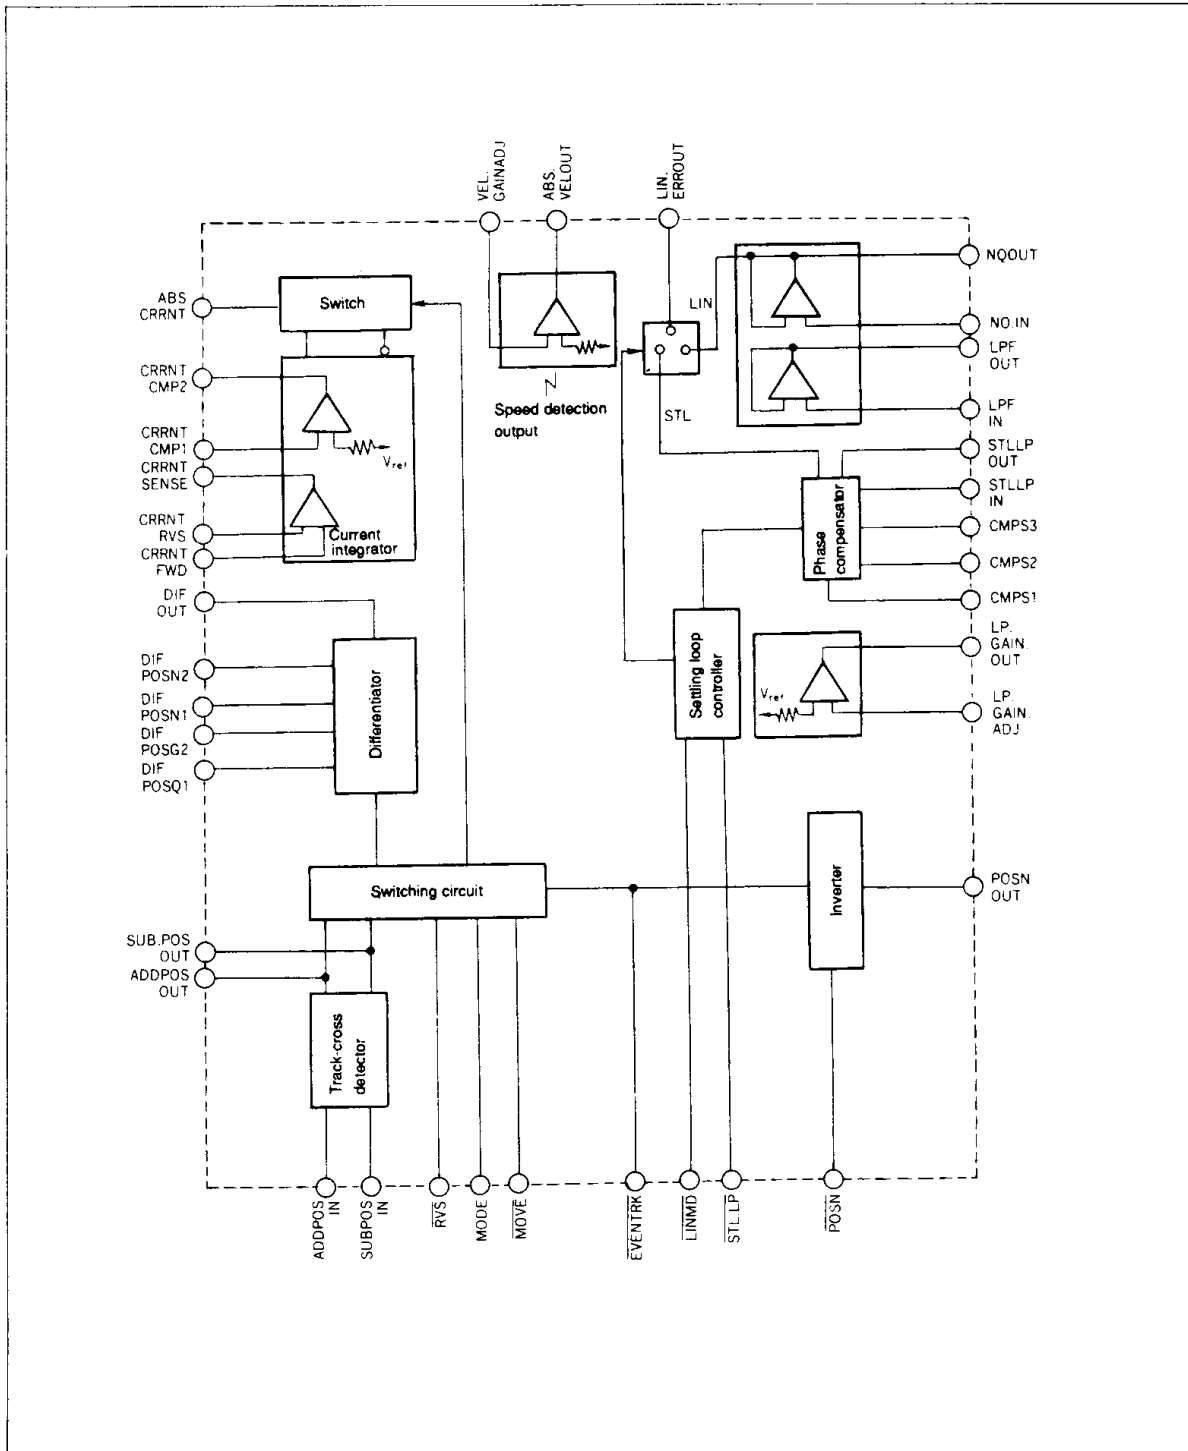 VEL.
GAINADJ
ABS.
VELOUT
LIN.
ERROUT
ABS
CRRNT
Switch
CRRNT
CMP2
CRRNT
CMP1
CRRNT
SENSE
CRRNT
RVS
CRRNT
FWD
Vref
Current
integrator
Speed detection
output
LIN
STL
NQOUT
NO.IN
LPF
OUT
LPF
IN
STLLP
OUT
STLLP
IN
CMPS3
CMPS2
CMPS1
Phase
compensator
DIF
OUT
DIF
POSN2
DIF
POSN1
DIF
POSG2
DIF
POSQ1
Differentiator
Settling loop
controller
Vref
LP.
GAIN.
OUT
LP.
GAIN.
ADJ
Switching circuit
Inverter
POSN
OUT
SUB.POS
OUT
ADDPOS
OUT
Track-cross
detector
ADDPOS
IN
SUBPOS
IN
RVS
MODE
MOVE
EVENTRK
LINMD
STL.LP
POSN